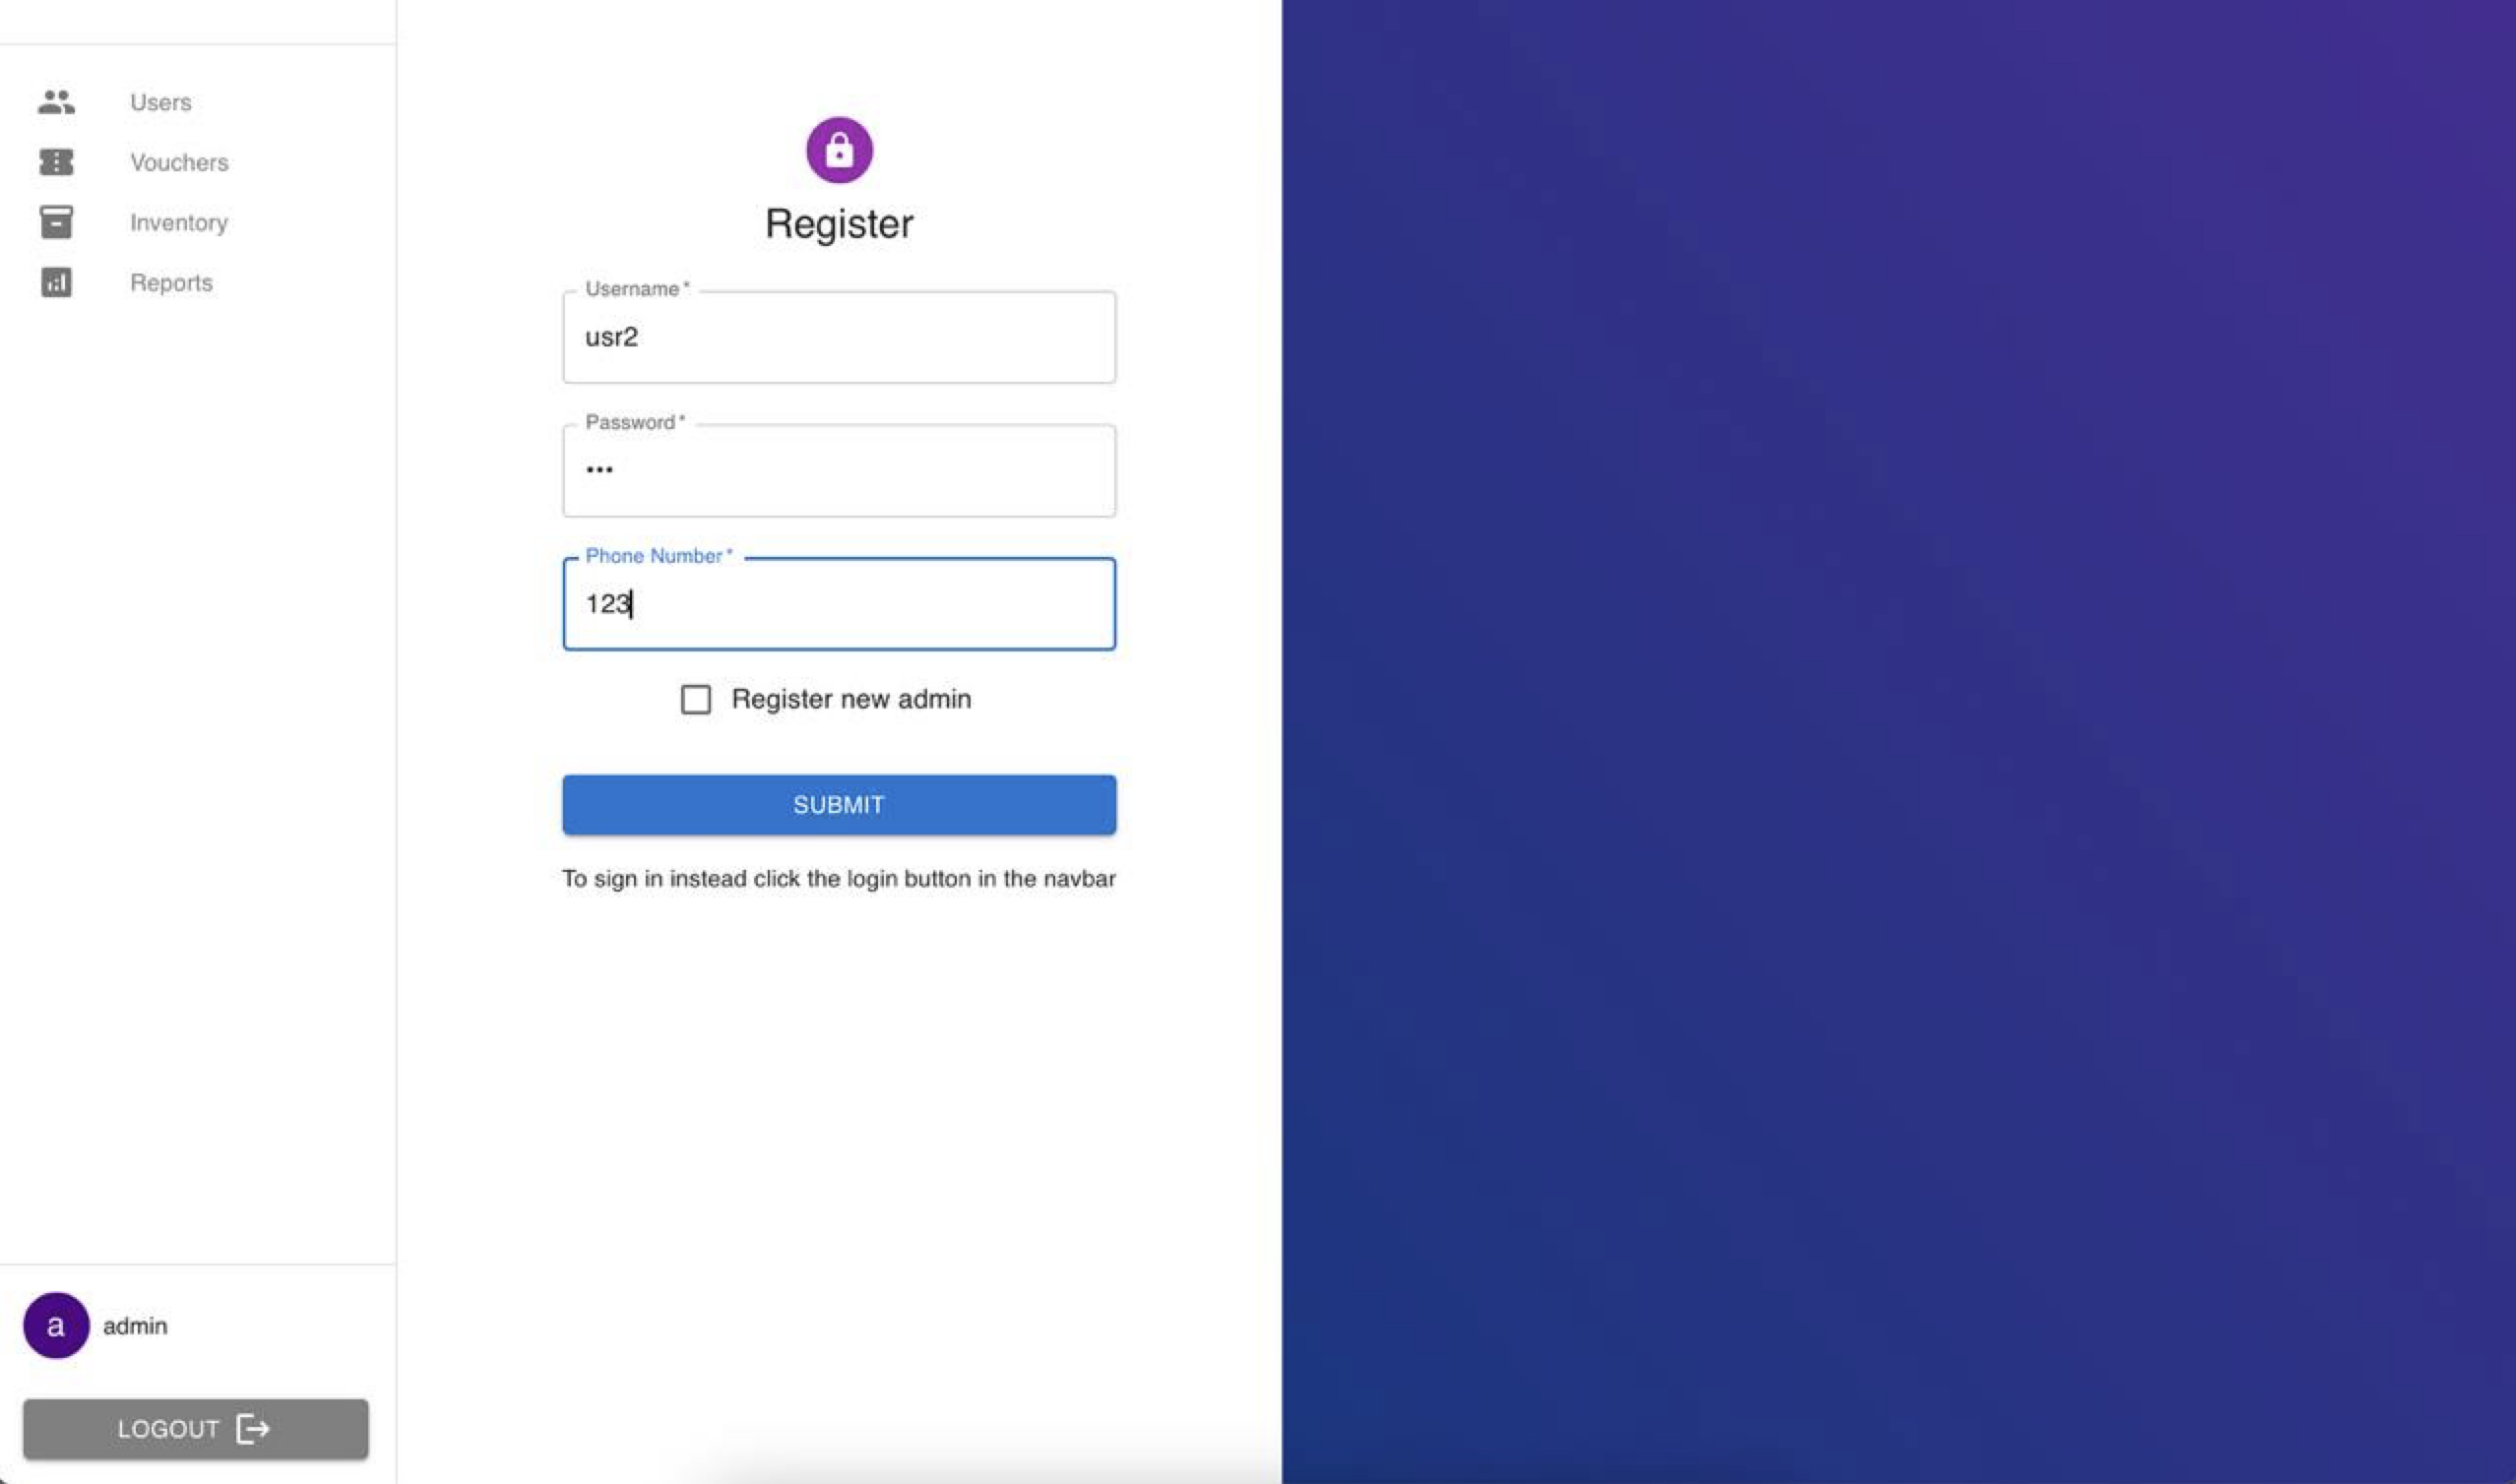 Users
Vouchers
Inventory
Reports
Register
Username *
usr2
Password *
•••
Phone Number *
123
Register new admin
SUBMIT
To sign in instead click the login button in the navbar
a
admin
LOGOUT